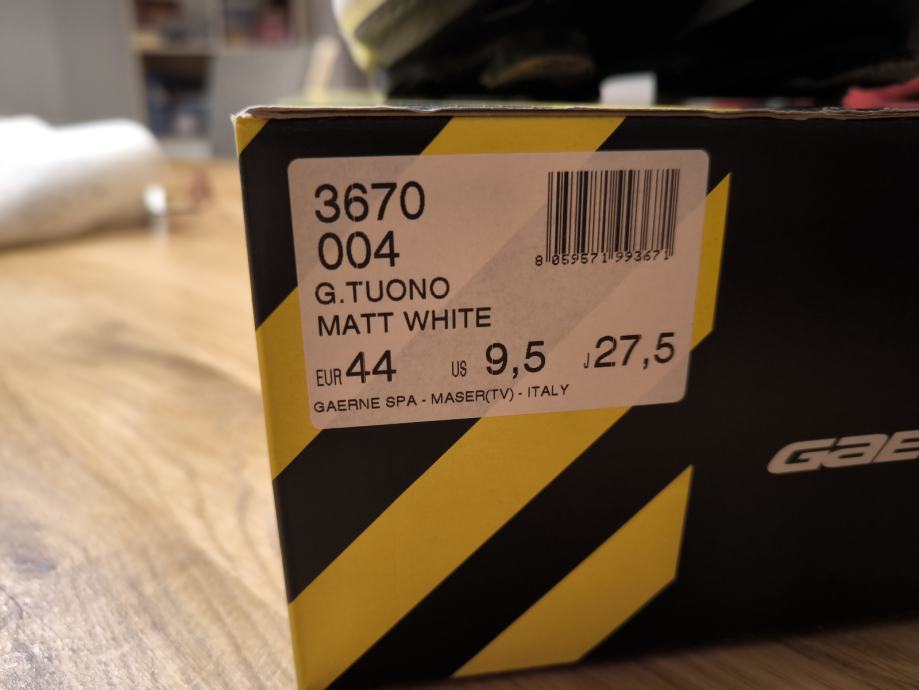 3670
004
8 059571 993671
G.TUONO
MATT WHITE
EUR 44 US 9,5 J 27,5
GAERNE SPA - MASER(TV) - ITALY
GAE